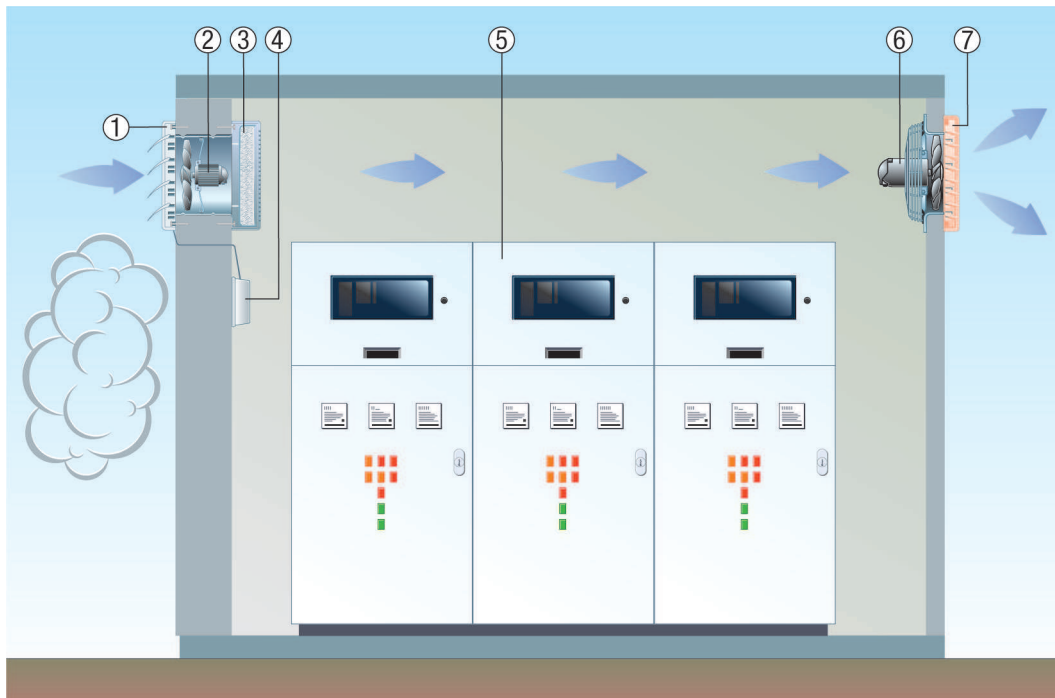 ② ③ ④ ⑤ ⑥ ⑦
①